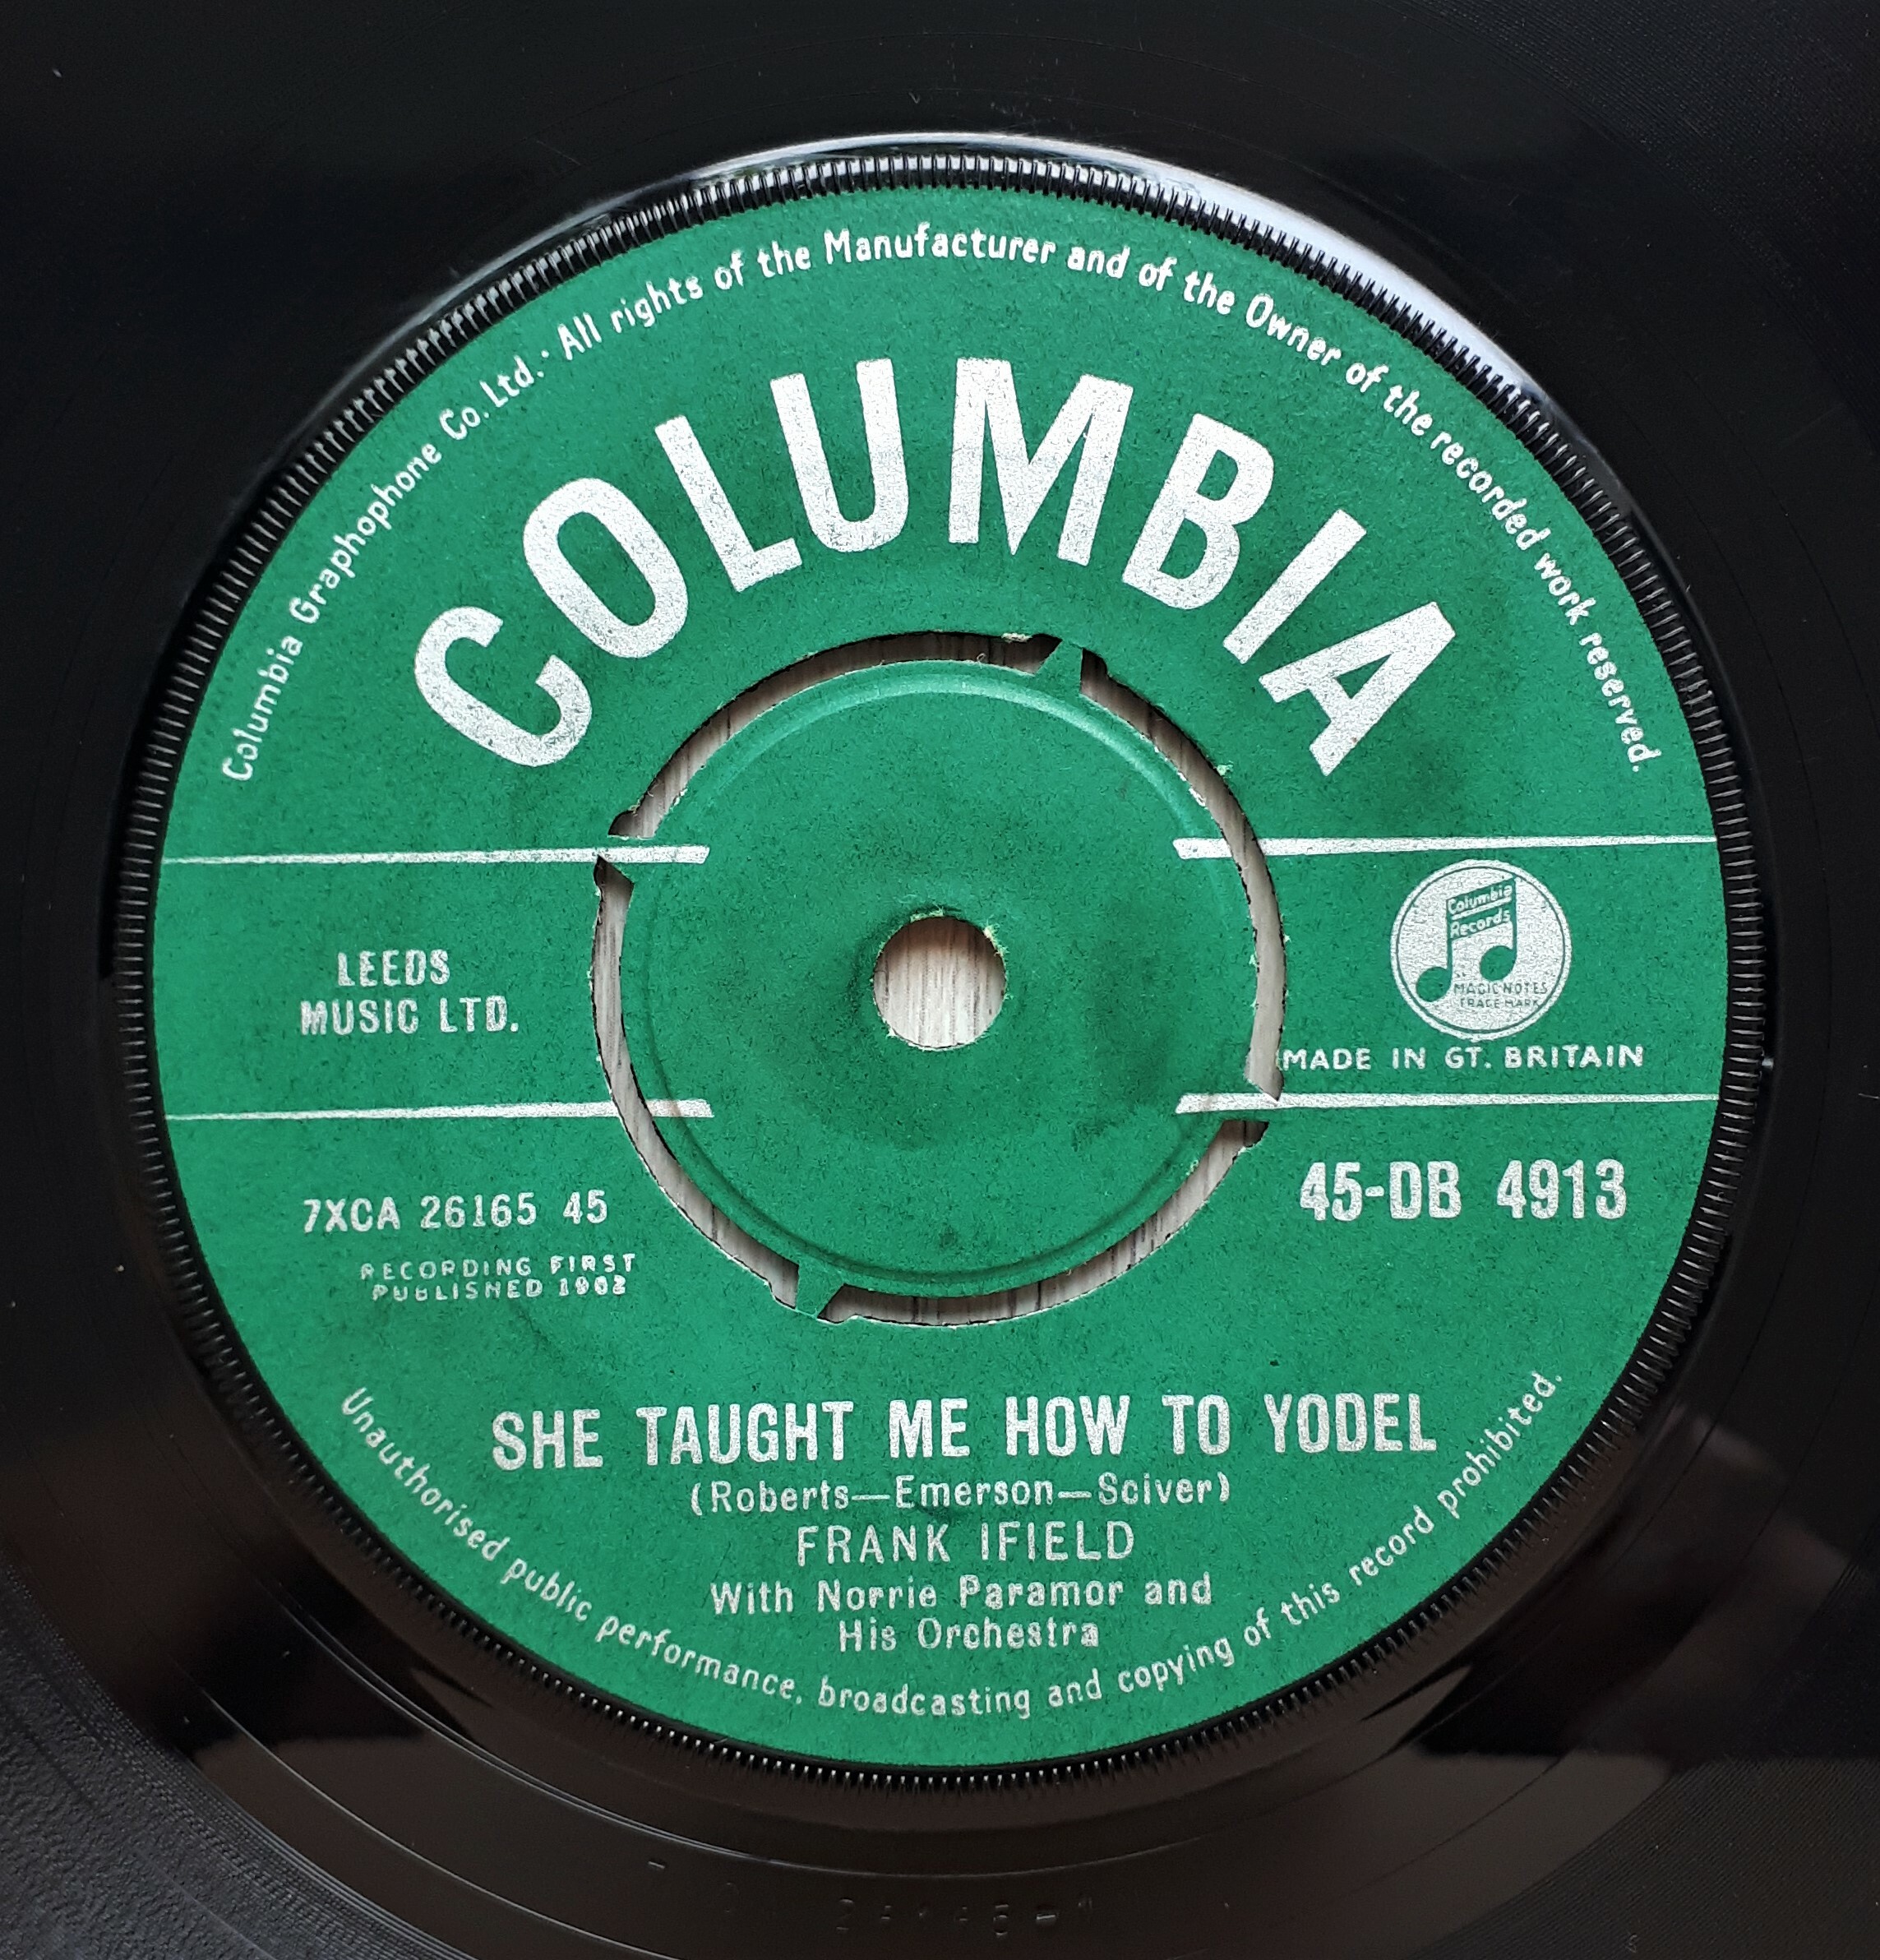 Columbia Graphophone Co. Ltd. · All rights of the Manufacturer and of the Owner of the recorded work reserved.
COLUMBIA
LEEDS
MUSIC LTD.
Columbia
Records
MAGIC NOTES
TRADE MARK
MADE IN GT. BRITAIN
7XCA 26165 45
RECORDING FIRST
PUBLISHED 1962
45-DB 4913
SHE TAUGHT ME HOW TO YODEL
(Roberts—Emerson—Sciver)
FRANK IFIELD
With Norrie Paramor and
His Orchestra
Unauthorised public performance, broadcasting and copying of this record prohibited.